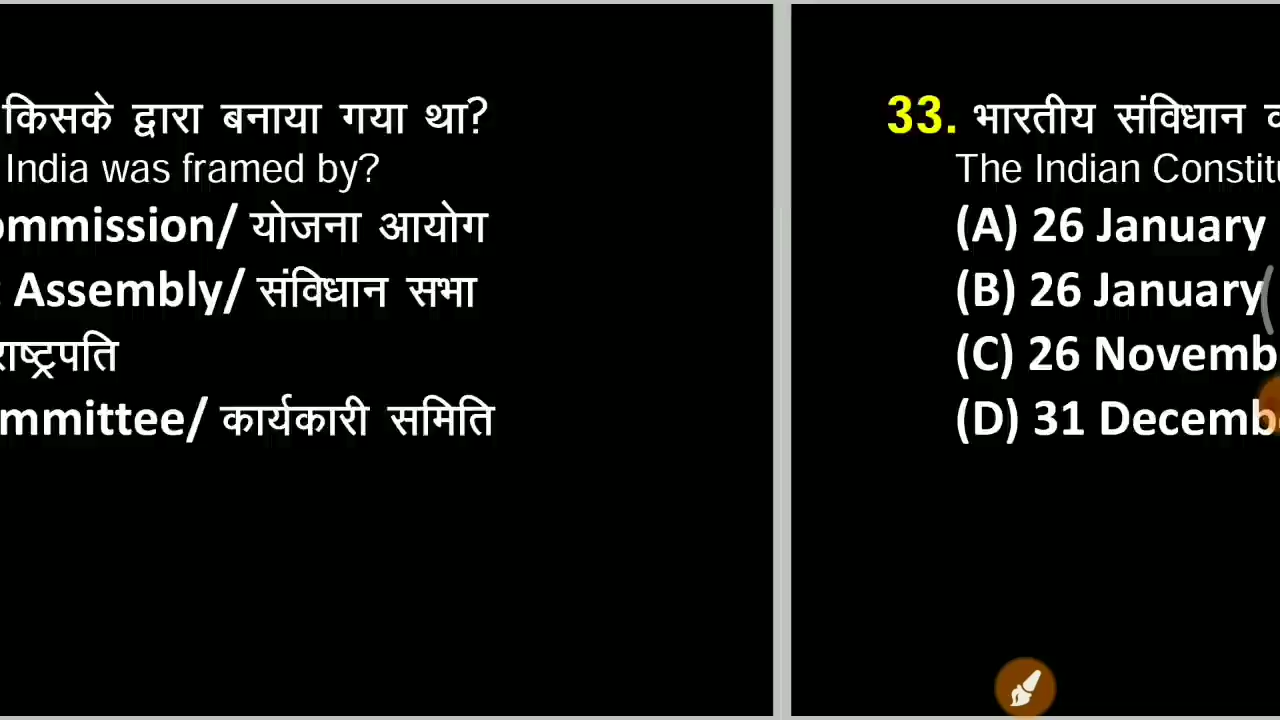 किसके द्वारा बनाया गया था?
India was framed by?
ommission/ योजना आयोग
Assembly/ संविधान सभा
राष्ट्रपति
mmittee/ कार्यकारी समिति
33. भारतीय संविधान
The Indian Constitu
(A) 26 January
(B) 26 January
(C) 26 Novemb
(D) 31 Decemb